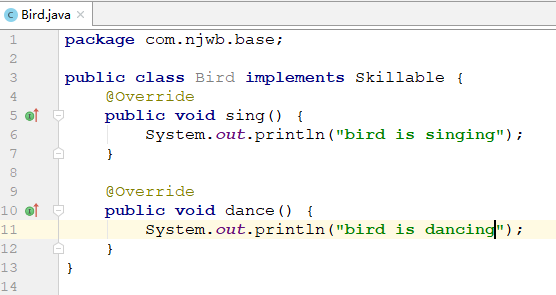 Bird.java
1 package com.njwb.base;
2
3 public class Bird implements Skillable {
4 @Override
5 public void sing() {
6 System.out.println("bird is singing");
7 }
8
9 @Override
10 public void dance() {
11 System.out.println("bird is dancing");
12 }
13 }
14